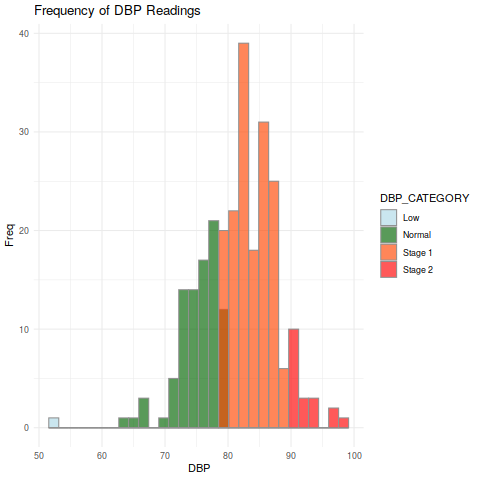 Frequency of DBP Readings
40
30
20
10
0
Freq
50 60 70 80 90 100
DBP
DBP_CATEGORY
Low
Normal
Stage 1
Stage 2